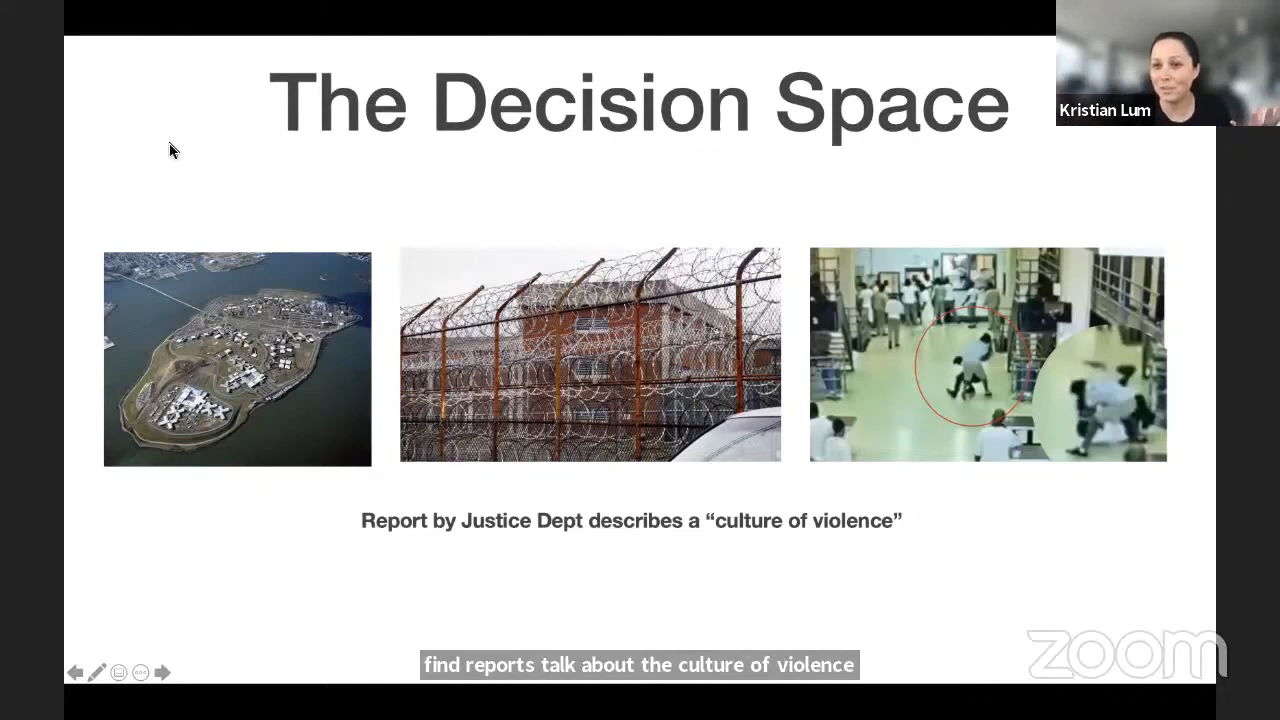 The Decision Space
Kristian Lum
Report by Justice Dept describes a “culture of violence”
find reports talk about the culture of violence
zoom